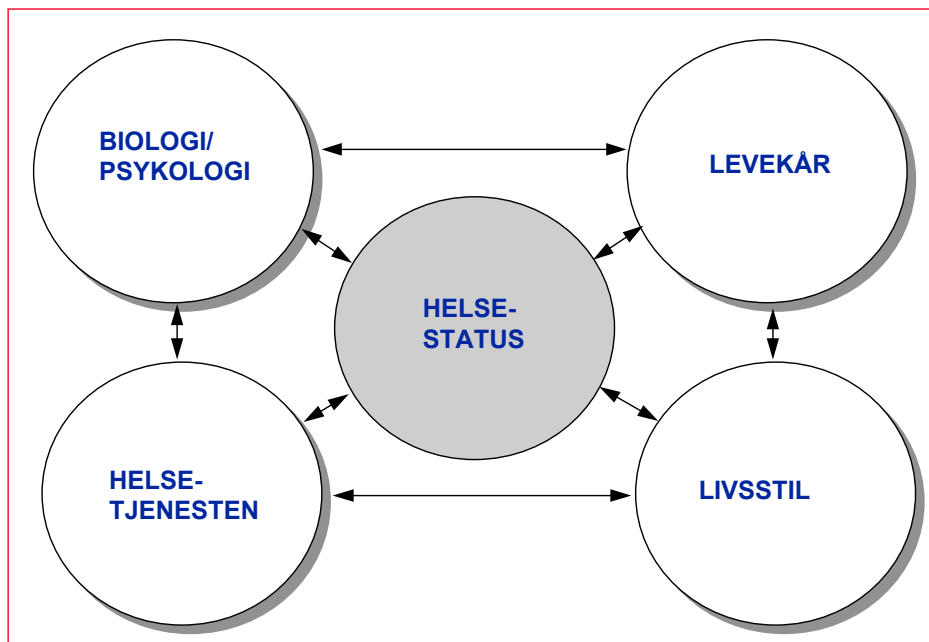 BIOLOGI/
PSYKOLOGI
LEVEKÅR
HELSE-
STATUS
HELSE-
TJENESTEN
LIVSSTIL